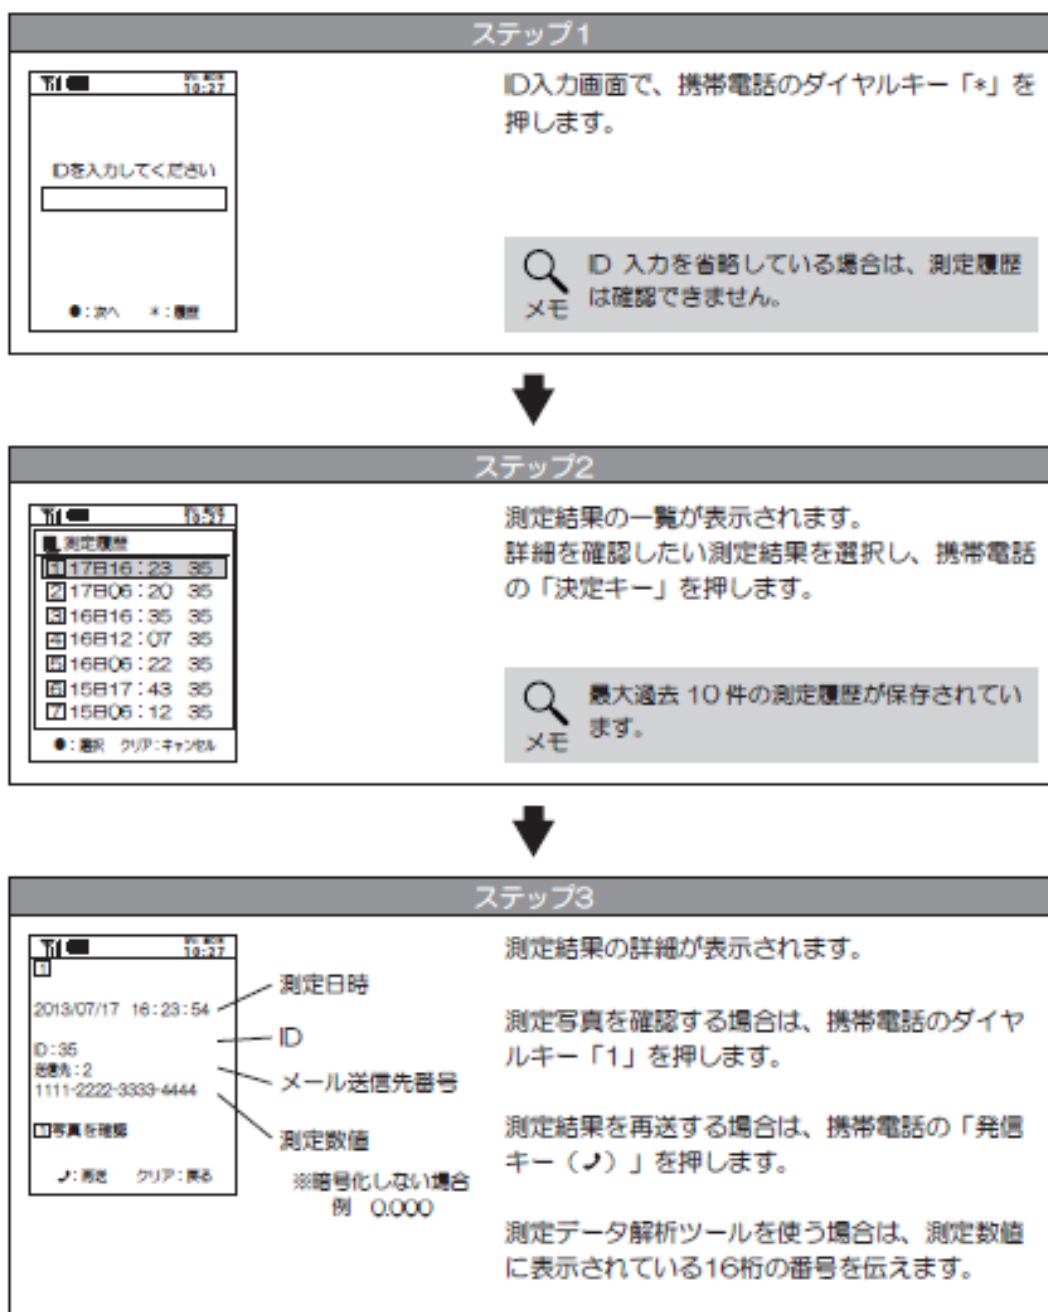 ステップ1
10:27
IDを入力してください
●:次へ　*:履歴
ID入力画面で、携帯電話のダイヤルキー「*」を
押します。
メモ
ID 入力を省略している場合は、測定履歴
は確認できません。
ステップ2
10:27
測定履歴
1 17日16:23 35
2 17日06:20 35
3 16日16:35 35
4 16日12:07 35
5 16日06:22 35
6 15日17:43 35
7 15日06:12 35
●:選択　クリア:キャンセル
測定結果の一覧が表示されます。
詳細を確認したい測定結果を選択し、携帯電話
の「決定キー」を押します。
メモ
最大過去 10 件の測定履歴が保存されてい
ます。
ステップ3
10:27
1
2013/07/17 16:23:54
ID:35
送信先:2
1111-2222-3333-4444
1写真を確認
:再送　クリア:戻る
測定日時
ID
メール送信先番号
測定数値
※暗号化しない場合
例　0.000
測定結果の詳細が表示されます。
測定写真を確認する場合は、携帯電話のダイヤ
ルキー「1」を押します。
測定結果を再送する場合は、携帯電話の「発信
キー（）」を押します。
測定データ解析ツールを使う場合は、測定数値
に表示されている16桁の番号を伝えます。